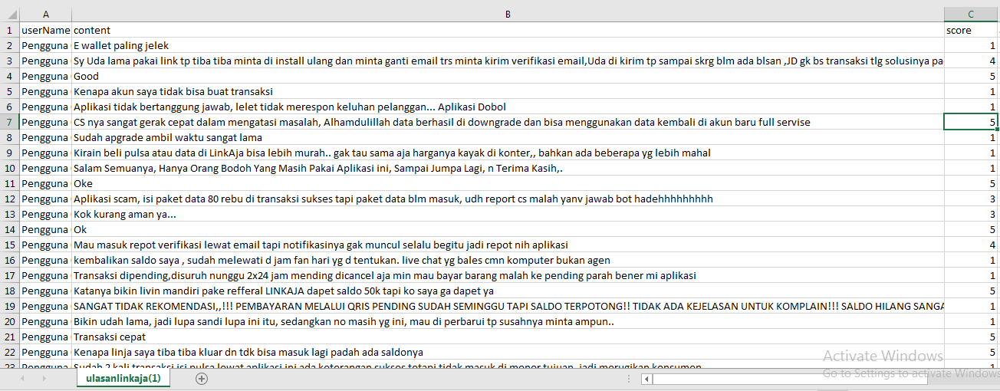 A B C
1 userName content score
2 Pengguna E wallet paling jelek 1
3 Pengguna Sy Uda lama pakai link tp tiba tiba minta di install ulang dan minta ganti email trs minta kirim verifikasi email,Uda di kirim tp sampai skrg blm ada blsan ,JD gk bs transaksi tlg solusinya pa 4
4 Pengguna Good 5
5 Pengguna Kenapa akun saya tidak bisa buat transaksi 1
6 Pengguna Aplikasi tidak bertanggung jawab, lelet tidak merespon keluhan pelanggan... Aplikasi Dobol 1
7 Pengguna CS nya sangat gerak cepat dalam mengatasi masalah, Alhamdulillah data berhasil di downgrade dan bisa menggunakan data kembali di akun baru full servise 5
8 Pengguna Sudah apgrade ambil waktu sangat lama 1
9 Pengguna Kirain beli pulsa atau data di LinkAja bisa lebih murah.. gak tau sama aja harganya kayak di konter,, bahkan ada beberapa yg lebih mahal 1
10 Pengguna Salam Semuanya, Hanya Orang Bodoh Yang Masih Pakai Aplikasi ini, Sampai Jumpa Lagi, n Terima Kasih,. 1
11 Pengguna Oke 5
12 Pengguna Aplikasi scam, isi paket data 80 rebu di transaksi sukses tapi paket data blm masuk, udh report cs malah yanv jawab bot hadehhhhhhhhh 3
13 Pengguna Kok kurang aman ya... 3
14 Pengguna Ok 5
15 Pengguna Mau masuk repot verifikasi lewat email tapi notifikasinya gak muncul selalu begitu jadi repot nih aplikasi 4
16 Pengguna kembalikan saldo saya , sudah melewati d jam fan hari yg d tentukan. live chat yg bales cmn komputer bukan agen 1
17 Pengguna Transaksi dipending,disuruh nunggu 2x24 jam mending dicancel aja min mau bayar barang malah ke pending parah bener mi aplikasi 1
18 Pengguna Katanya bikin livin mandiri pake refferal LINKAJA dapet saldo 50k tapi ko saya ga dapet ya 5
19 Pengguna SANGAT TIDAK REKOMENDASI,,!!! PEMBAYARAN MELALUI QRIS PENDING SUDAH SEMINGGU TAPI SALDO TERPOTONG!! TIDAK ADA KEJELASAN UNTUK KOMPLAIN!!! SALDO HILANG SANGA 1
20 Pengguna Bikin udah lama, jadi lupa sandi lupa ini itu, sedangkan no masih yg ini, mau di perbarui tp susahnya minta ampun.. 1
21 Pengguna Transaksi cepat 5
22 Pengguna Kenapa linja saya tiba tiba kluar dn tdk bisa masuk lagi padah ada saldonya 5
23 Pengguna Sudah 2 kali transaksi isi pulsa lewat aplikasi ini ada keterangan sukses tetapi tidak masuk di nomor tujuan, jadi merugikan konsumen 1
Activate Windows
Go to Settings to activate Windows
ulasanlinkaja(1)